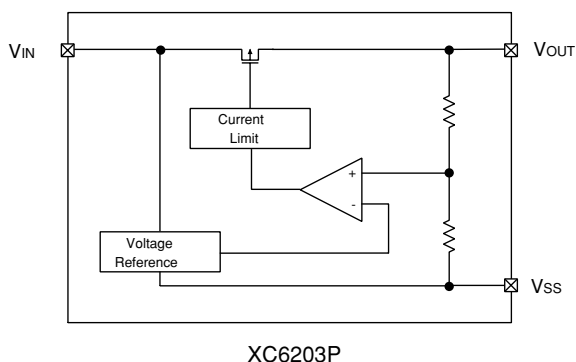 VIN
VOUT
Current
Limit
+
-
Voltage
Reference
VSS
XC6203P